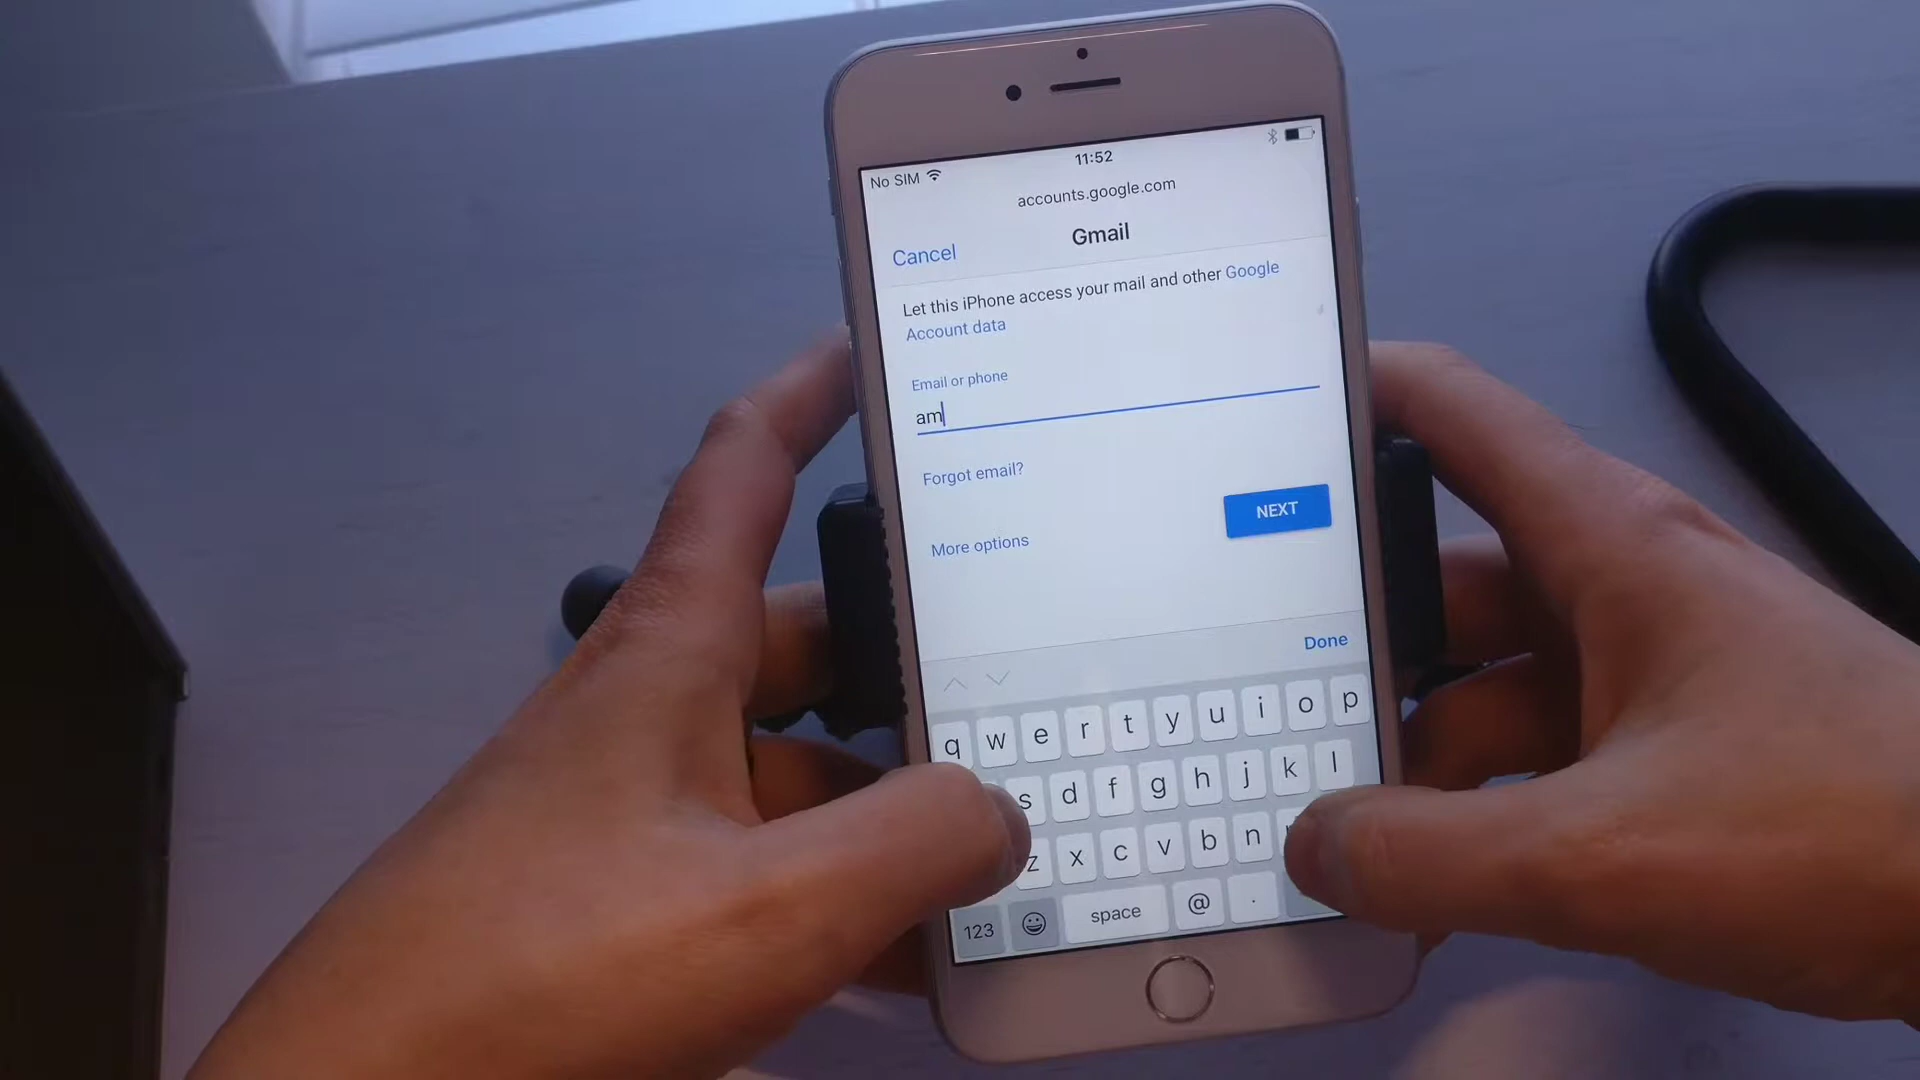 No SIM
11:52
accounts.google.com
Cancel
Gmail
Let this iPhone access your mail and other Google
Account data
Email or phone
am
Forgot email?
NEXT
More options
Done
q w e r t y u i o p
s d f g h j k l
z x c v b n
123 space @ .